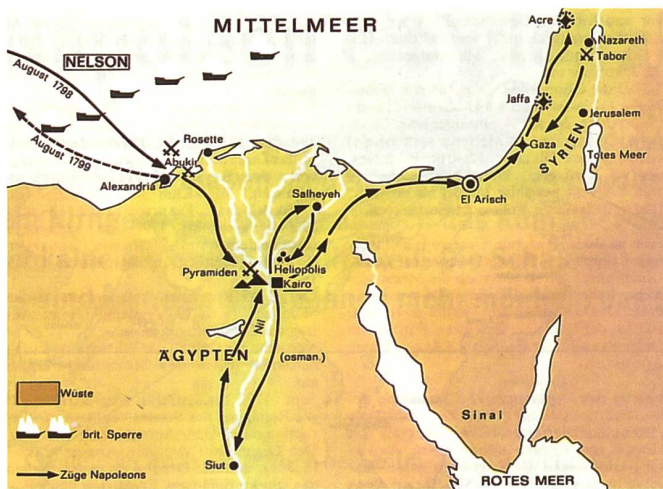 MITTELMEER
Acre
NELSON
Nazareth
Tabor
August 1798
Jaffa
Jerusalem
August 1799
Rosette
Abukir
Gaza
SYRIEN
Totes Meer
Alexandria
Salheyeh
El Arisch
Heliopolis
Pyramiden
Kairo
Nil
ÄGYPTEN
(osman.)
Wüste
Sinai
brit. Sperre
Siut
Züge Napoleons
ROTES MEER